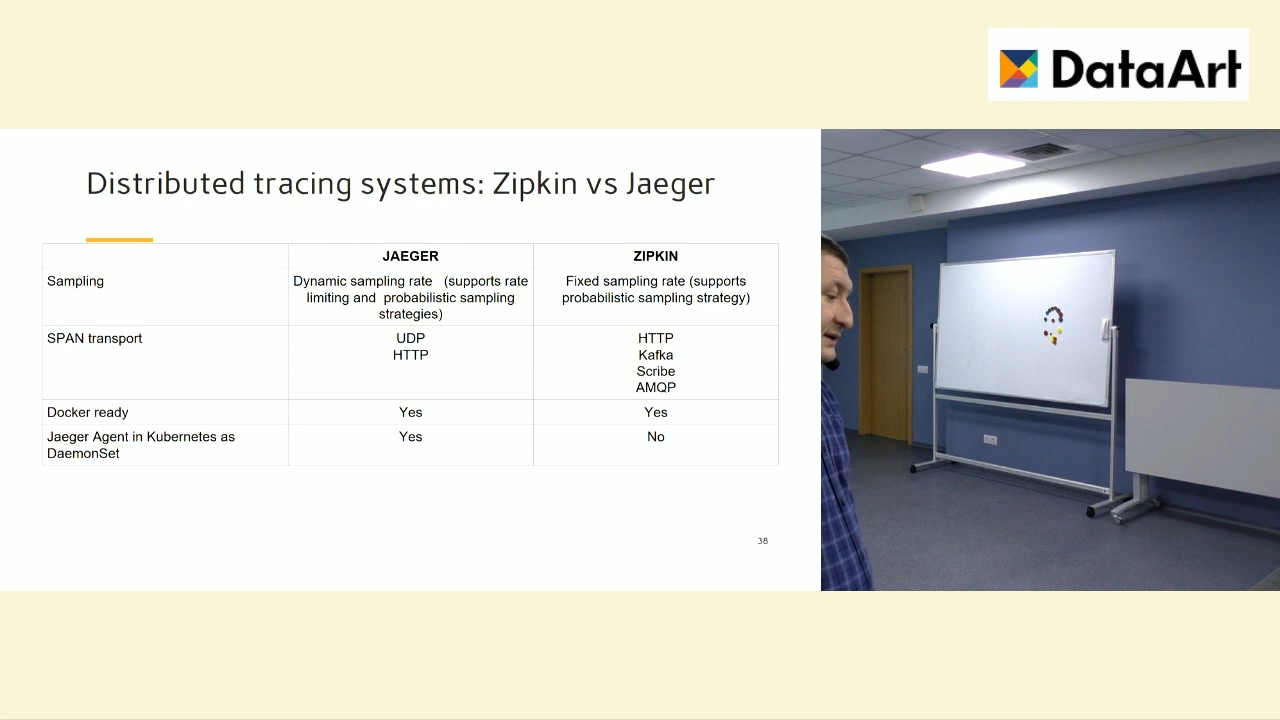 DataArt
Distributed tracing systems: Zipkin vs Jaeger
JAEGER
ZIPKIN
Sampling
Dynamic sampling rate (supports rate
limiting and probabilistic sampling
strategies)
Fixed sampling rate (supports
probabilistic sampling strategy)
SPAN transport
UDP
HTTP
HTTP
Kafka
Scribe
AMQP
Docker ready
Yes
Yes
Jaeger Agent in Kubernetes as
DaemonSet
Yes
No
38